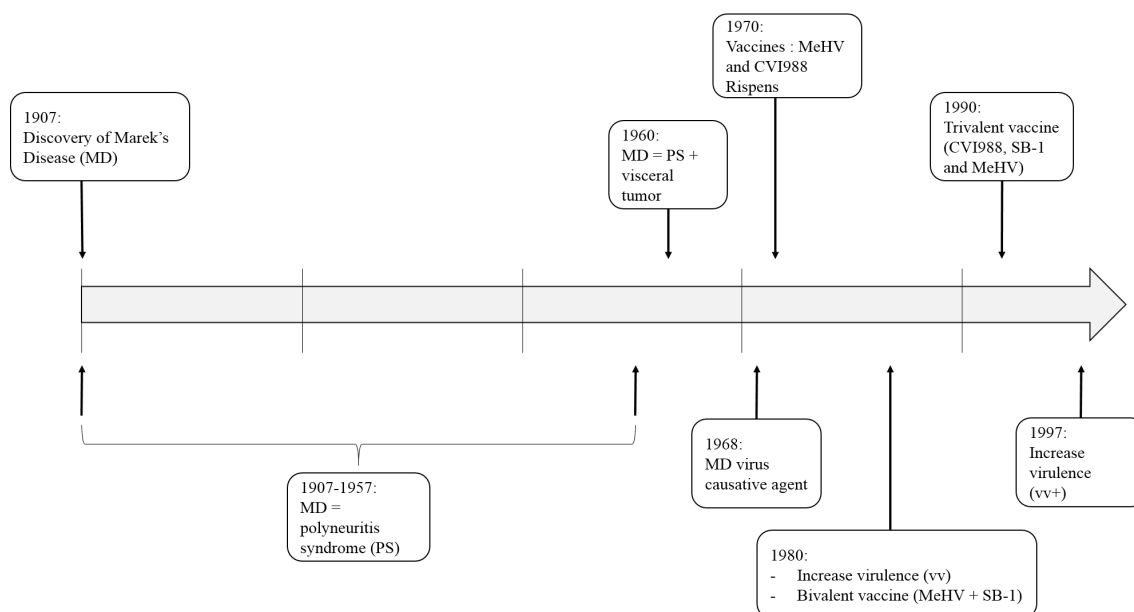 1970:
Vaccines : MeHV
and CVI988
Rispens
1907:
Discovery of Marek’s
Disease (MD)
1960:
MD = PS +
visceral
tumor
1990:
Trivalent vaccine
(CVI988, SB-1
and MeHV)
1907-1957:
MD =
polyneuritis
syndrome (PS)
1968:
MD virus
causative agent
1997:
Increase
virulence
(vv+)
1980:
- Increase virulence (vv)
- Bivalent vaccine (MeHV + SB-1)